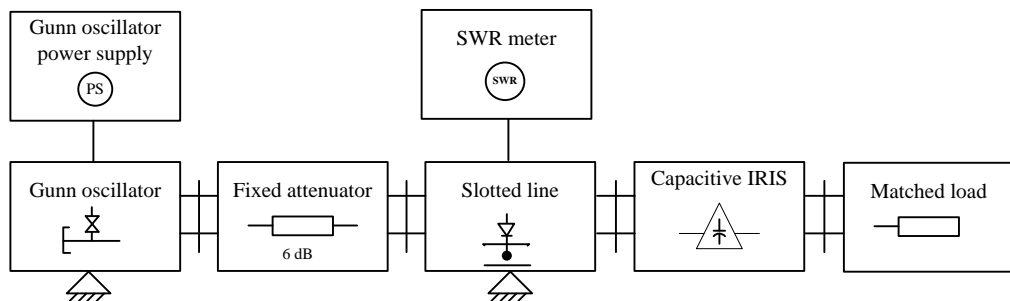 Gunn oscillator
power supply
PS
SWR meter
SWR
Gunn oscillator
Fixed attenuator
6 dB
Slotted line
Capacitive IRIS
Matched load